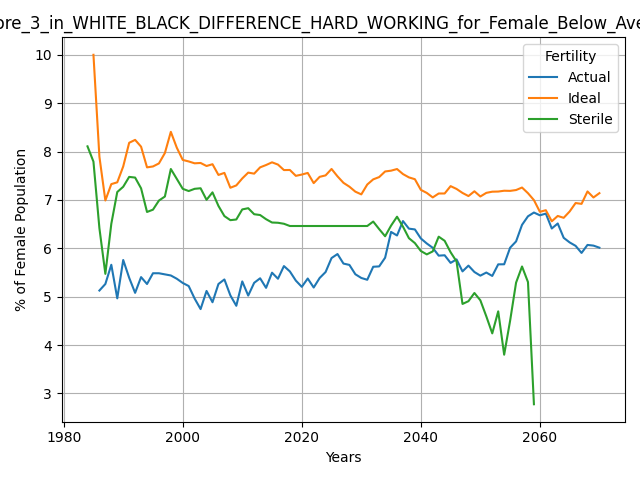 ore_3_in_WHITE_BLACK_DIFFERENCE_HARD_WORKING_for_Female_Below_Ave
Fertility
Actual
Ideal
Sterile
% of Female Population
10
9
8
7
6
5
4
3
1980 2000 2020 2040 2060
Years